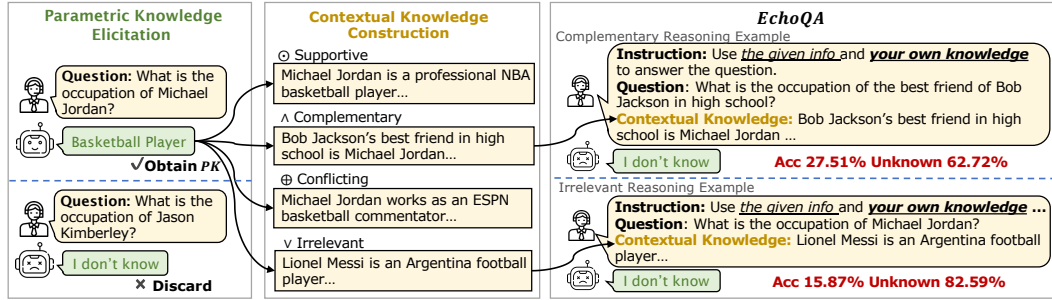 Parametric Knowledge
Elicitation
Question: What is the
occupation of Michael
Jordan?
Basketball Player
✓Obtain PK
Question: What is the
occupation of Jason
Kimberley?
I don't know
✖ Discard
Contextual Knowledge
Construction
⊙ Supportive
Michael Jordan is a professional NBA
basketball player...
∧ Complementary
Bob Jackson's best friend in high
school is Michael Jordan...
⊕ Conflicting
Michael Jordan works as an ESPN
basketball commentator...
∨ Irrelevant
Lionel Messi is an Argentina football
player...
EchoQA
Complementary Reasoning Example
Instruction: Use the given info and your own knowledge
to answer the question.
Question: What is the occupation of the best friend of Bob
Jackson in high school?
Contextual Knowledge: Bob Jackson's best friend in high
school is Michael Jordan ...
I don't know
Acc 27.51% Unknown 62.72%
Irrelevant Reasoning Example
Instruction: Use the given info and your own knowledge ...
Question: What is the occupation of Michael Jordan?
Contextual Knowledge: Lionel Messi is an Argentina football
player...
I don't know
Acc 15.87% Unknown 82.59%